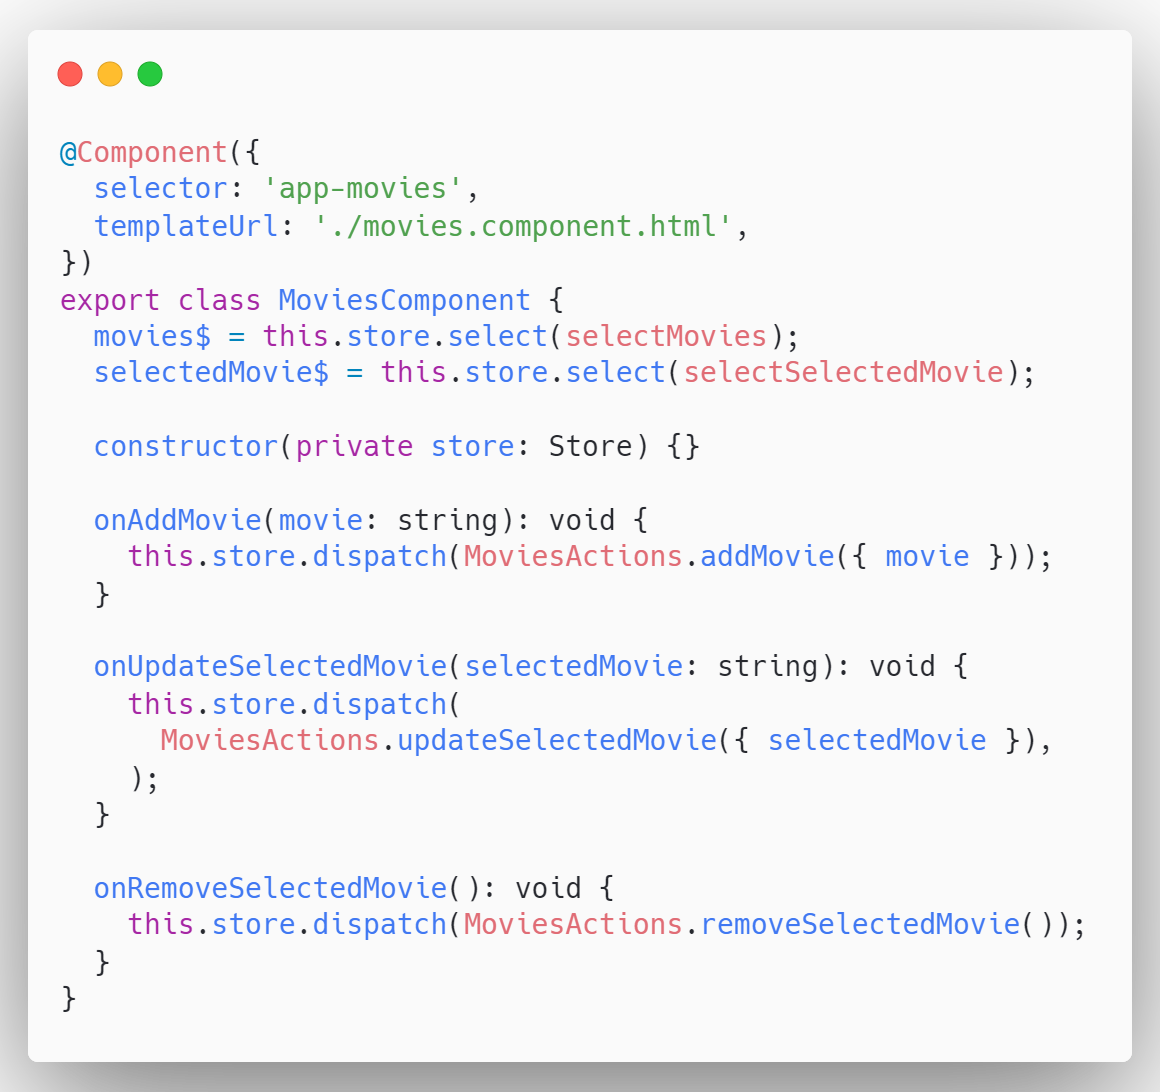 @Component({
  selector: 'app-movies',
  templateUrl: './movies.component.html',
})
export class MoviesComponent {
  movies$ = this.store.select(selectMovies);
  selectedMovie$ = this.store.select(selectSelectedMovie);

  constructor(private store: Store) {}

  onAddMovie(movie: string): void {
    this.store.dispatch(MoviesActions.addMovie({ movie }));
  }

  onUpdateSelectedMovie(selectedMovie: string): void {
    this.store.dispatch(
      MoviesActions.updateSelectedMovie({ selectedMovie }),
    );
  }

  onRemoveSelectedMovie(): void {
    this.store.dispatch(MoviesActions.removeSelectedMovie());
  }
}